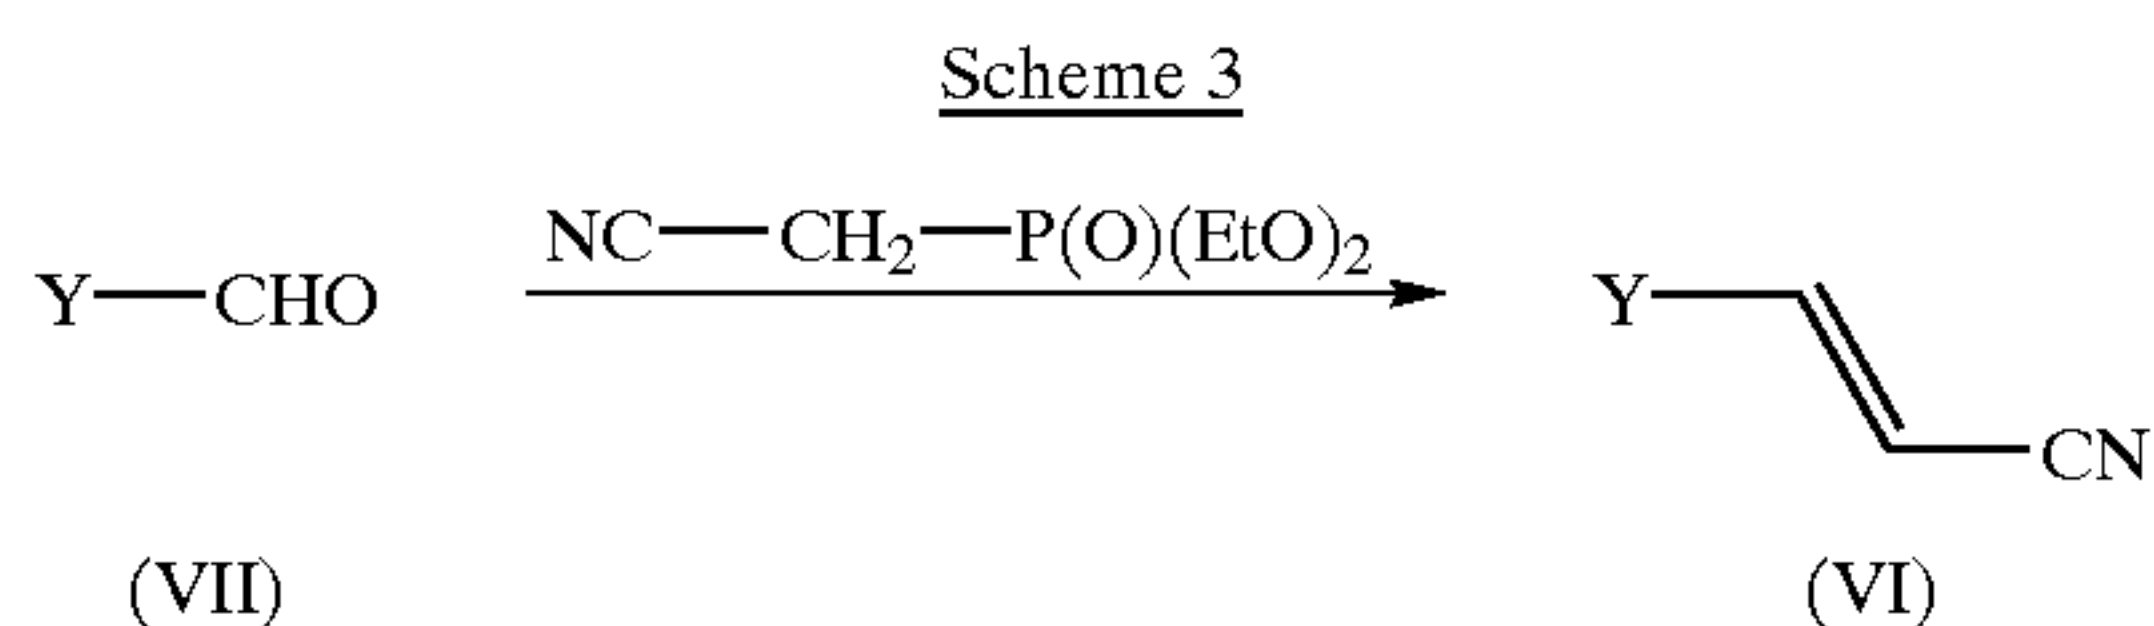 Scheme 3
NC—CH₂—P(O)(EtO)₂
Y—CHO
Y
CN
(VII)
(VI)